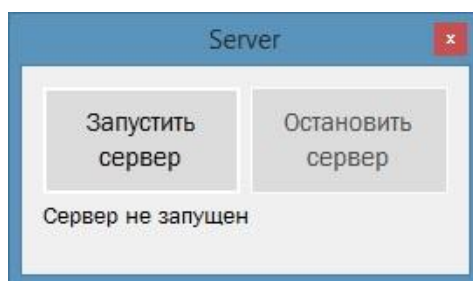 Server
x
Запустить Остановить
сервер сервер
Сервер не запущен